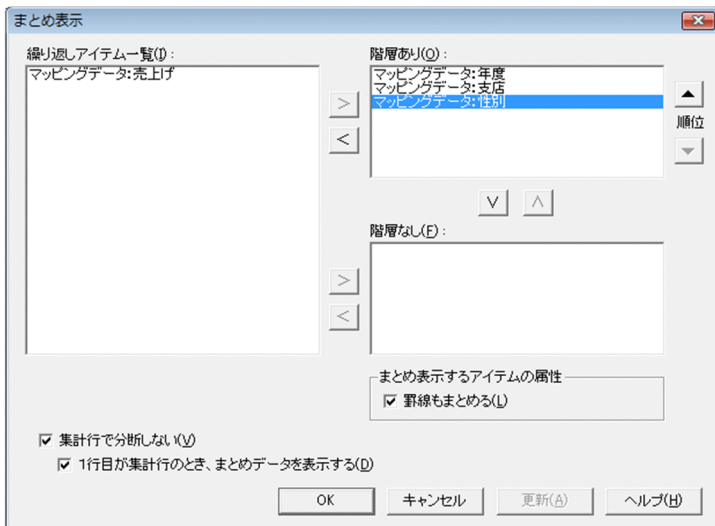 まとめ表示
繰り返しアイテム一覧(I):
マッピングデータ:売上げ
階層あり(O):
マッピングデータ:年度
マッピングデータ:支店
マッピングデータ:性別
順位
階層なし(F):
まとめ表示するアイテムの属性
罫線もまとめる(L)
集計行で分断しない(V)
1行目が集計行のとき、まとめデータを表示する(D)
OK キャンセル 更新(A) ヘルプ(H)